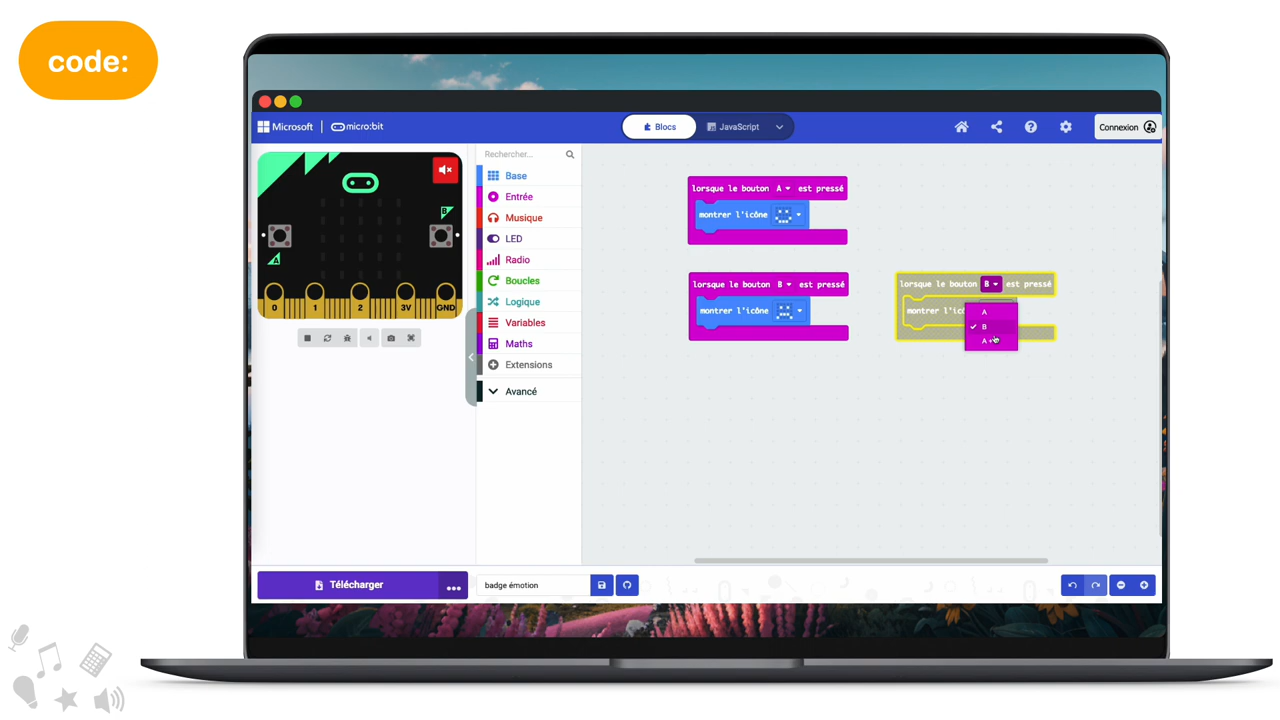 code:
Microsoft
micro:bit
Blocs
JavaScript
Connexion
B
A
0
1
2
3V
GND
Rechercher...
Base
Entrée
Musique
LED
Radio
Boucles
Logique
Variables
Maths
Extensions
Avancé
lorsque le bouton A est pressé
montrer l'icône
lorsque le bouton B est pressé
montrer l'icône
lorsque le bouton B est pressé
montrer l'
A
B
A
Télécharger
badge émotion